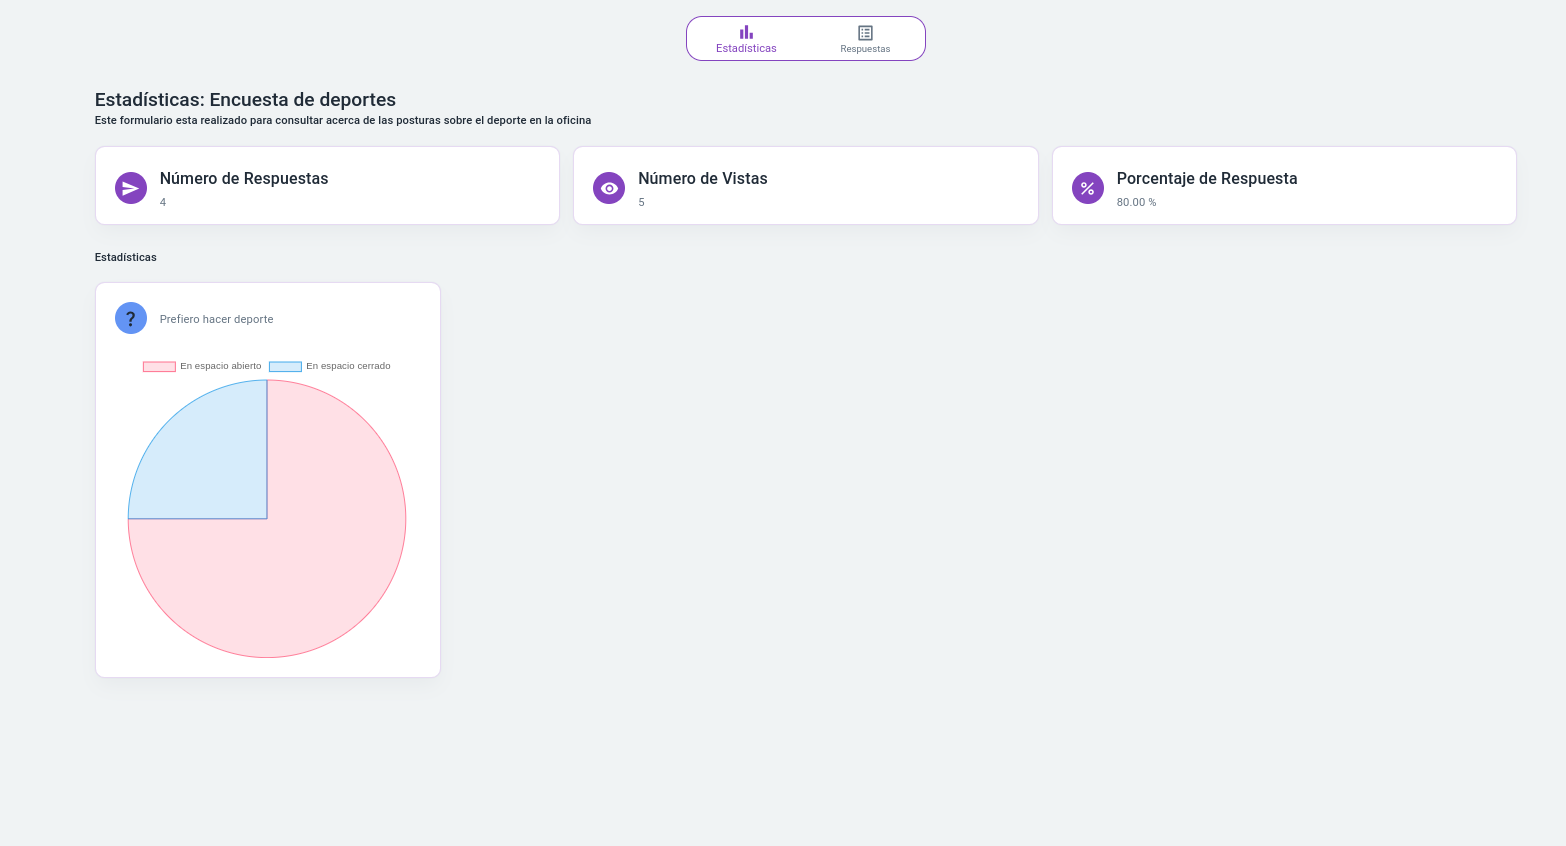 Estadísticas
Respuestas
Estadísticas: Encuesta de deportes
Este formulario esta realizado para consultar acerca de las posturas sobre el deporte en la oficina
Número de Respuestas
4
Número de Vistas
5
Porcentaje de Respuesta
80.00 %
Estadísticas
?
Prefiero hacer deporte
En espacio abierto
En espacio cerrado